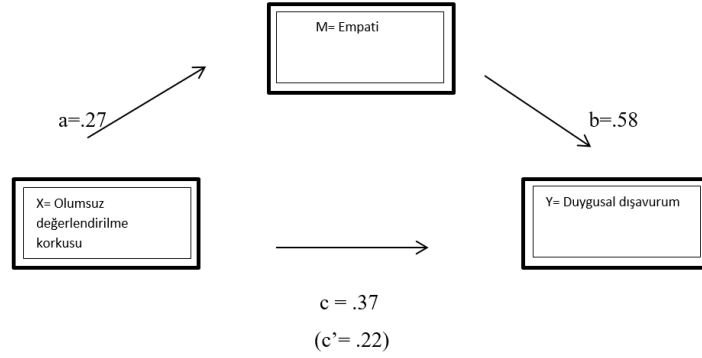 M= Empati
a=.27
b=.58
X= Olumsuz
değerlendirilme
korkusu
Y= Duygusal dışavurum
c = .37
(c’= .22)